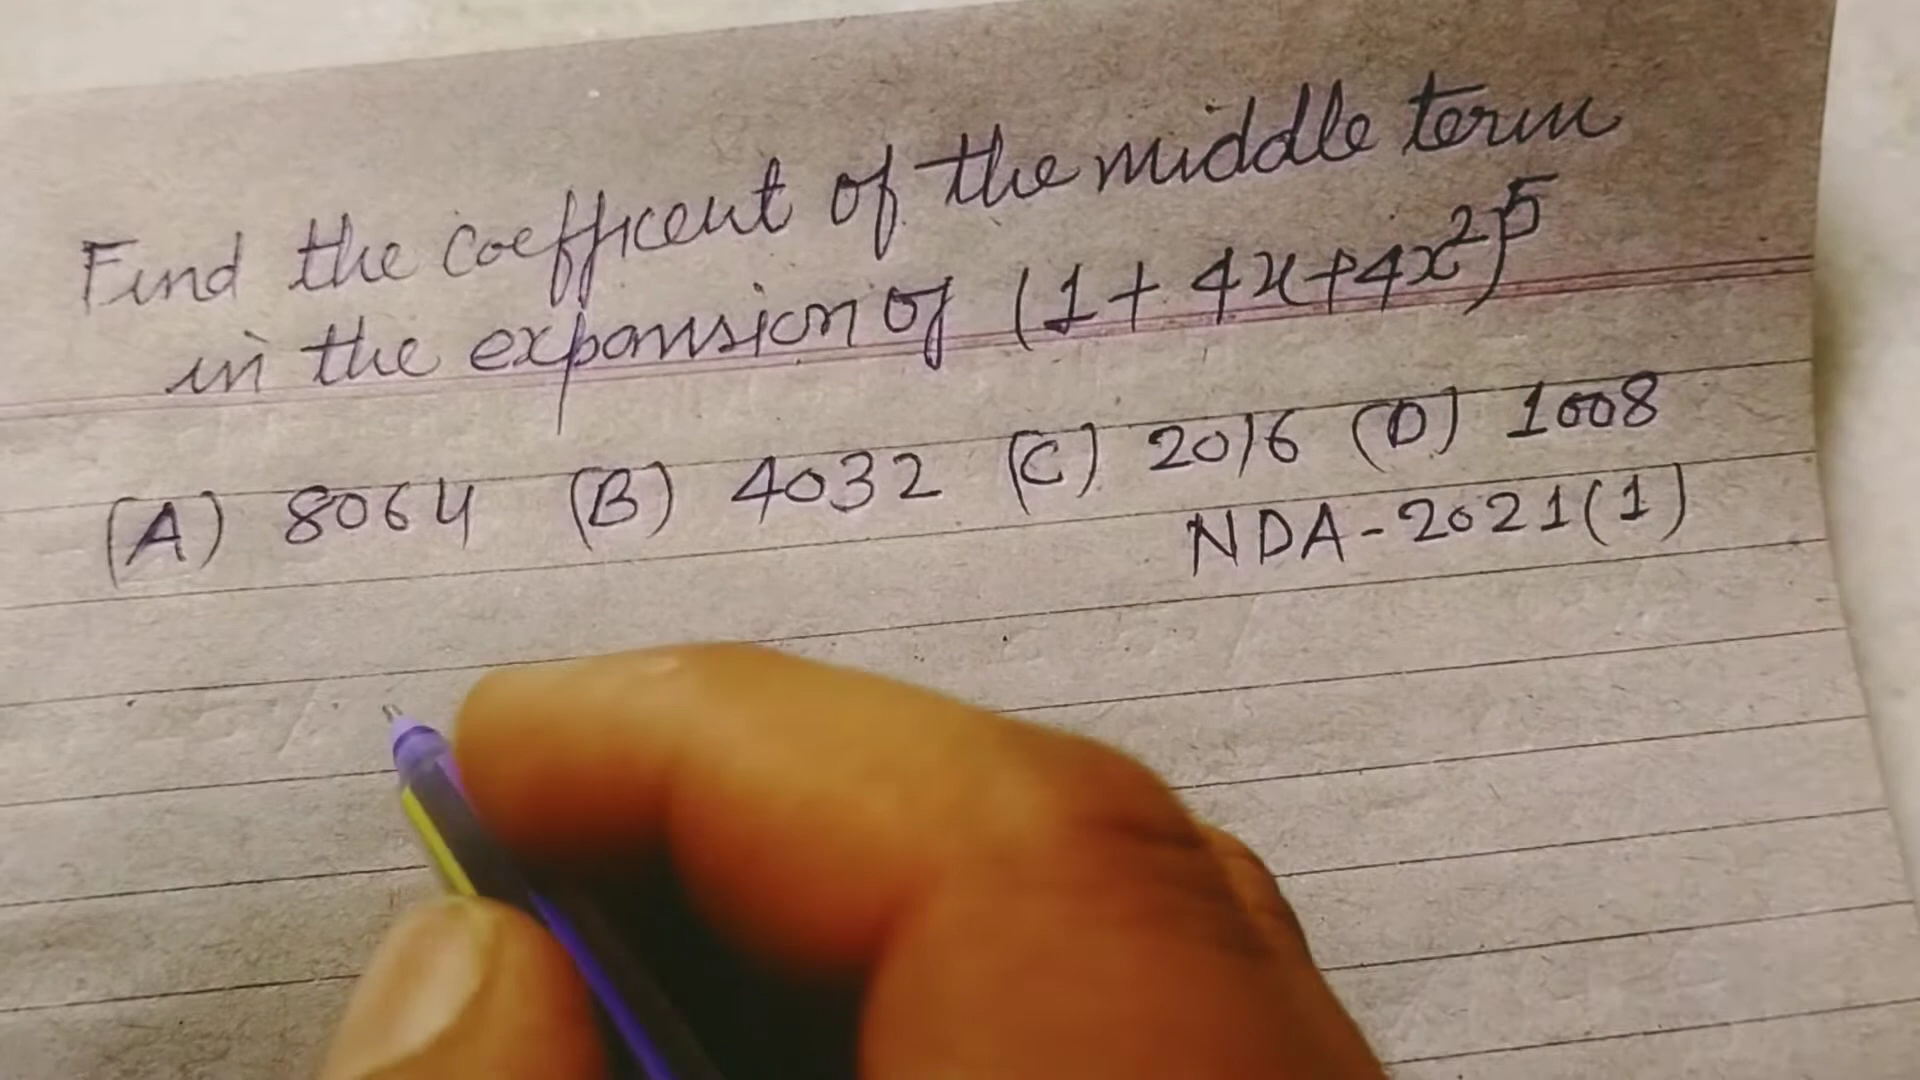 Find the coefficent of the middle term
in the expansion of (1+4x+4x²)⁵
(A) 8064 (B) 4032 (C) 2016 (D) 1008
NDA-2021(1)